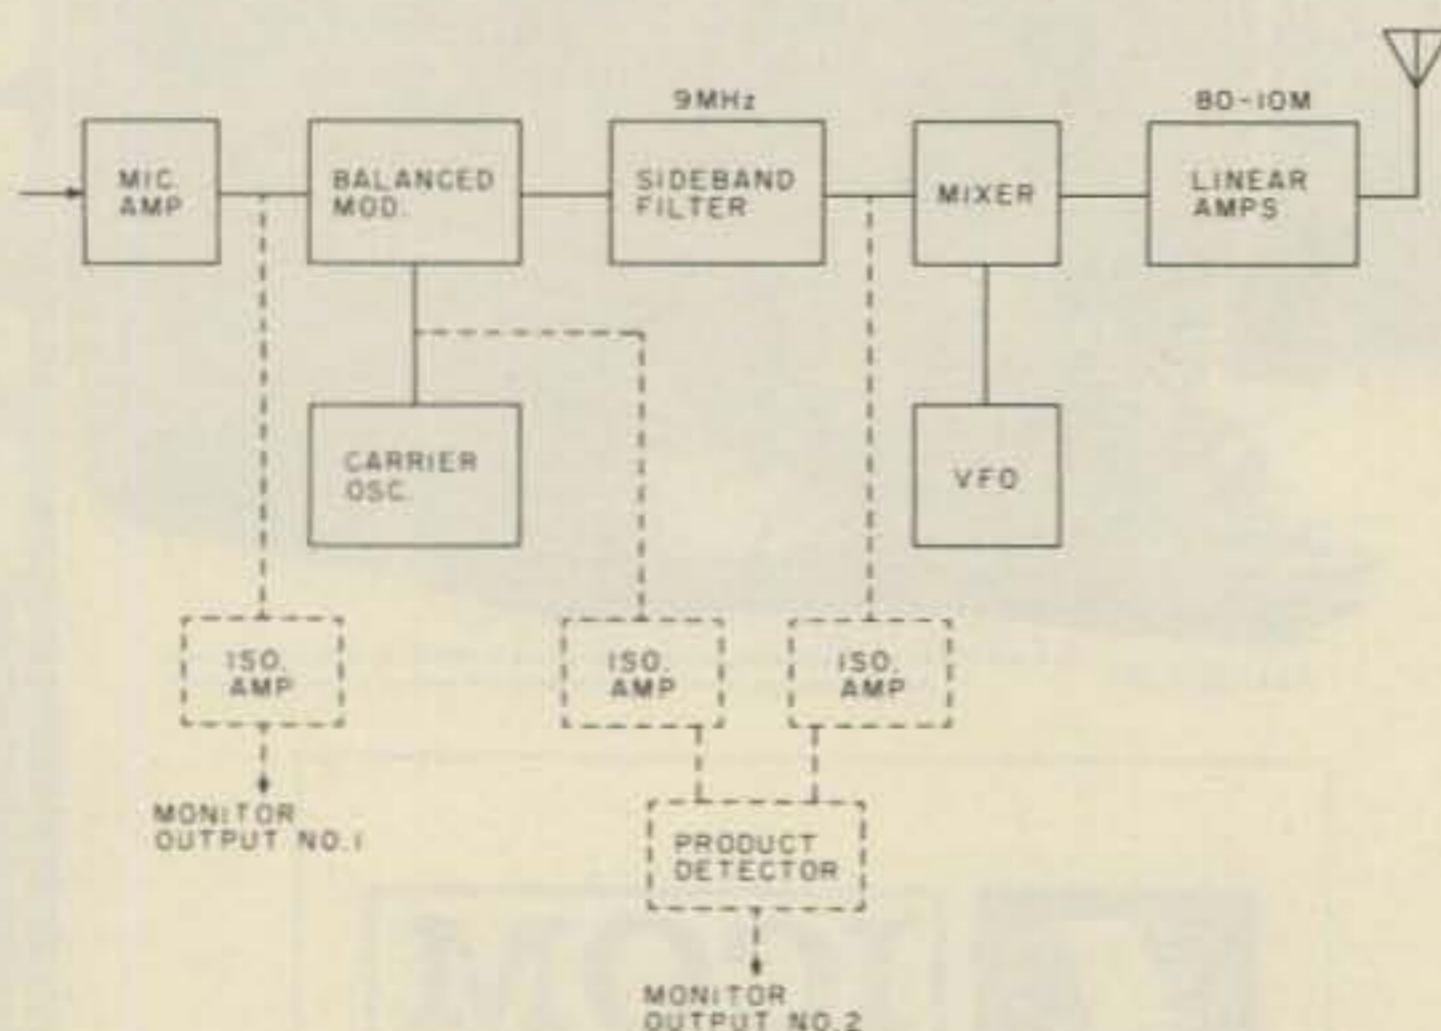 9MHz
80-10M
MIC.
AMP
BALANCED
MOD.
SIDEBAND
FILTER
MIXER
LINEAR
AMPS
CARRIER
OSC.
VFO
ISO.
AMP
ISO.
AMP
ISO.
AMP
MONITOR
OUTPUT NO.1
PRODUCT
DETECTOR
MONITOR
OUTPUT NO.2